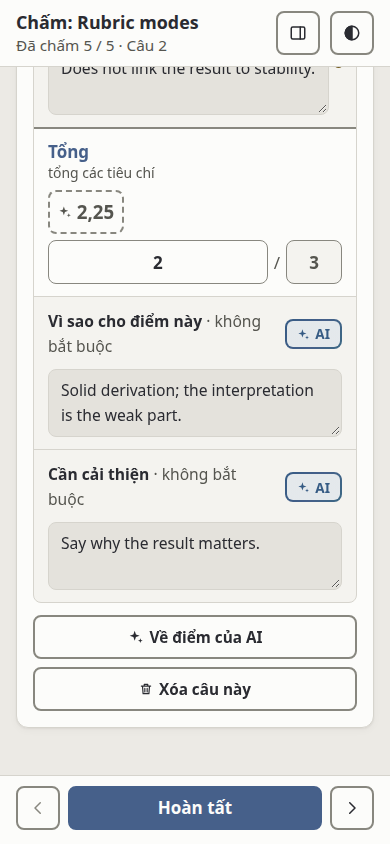 Chấm: Rubric modes
Đã chấm 5 / 5 · Câu 2
Does not link the result to stability.
Tổng
tổng các tiêu chí
2,25
2 / 3
Vì sao cho điểm này · không bắt buộc
AI
Solid derivation; the interpretation
is the weak part.
Cần cải thiện · không bắt
buộc
AI
Say why the result matters.
Về điểm của AI
Xóa câu này
Hoàn tất